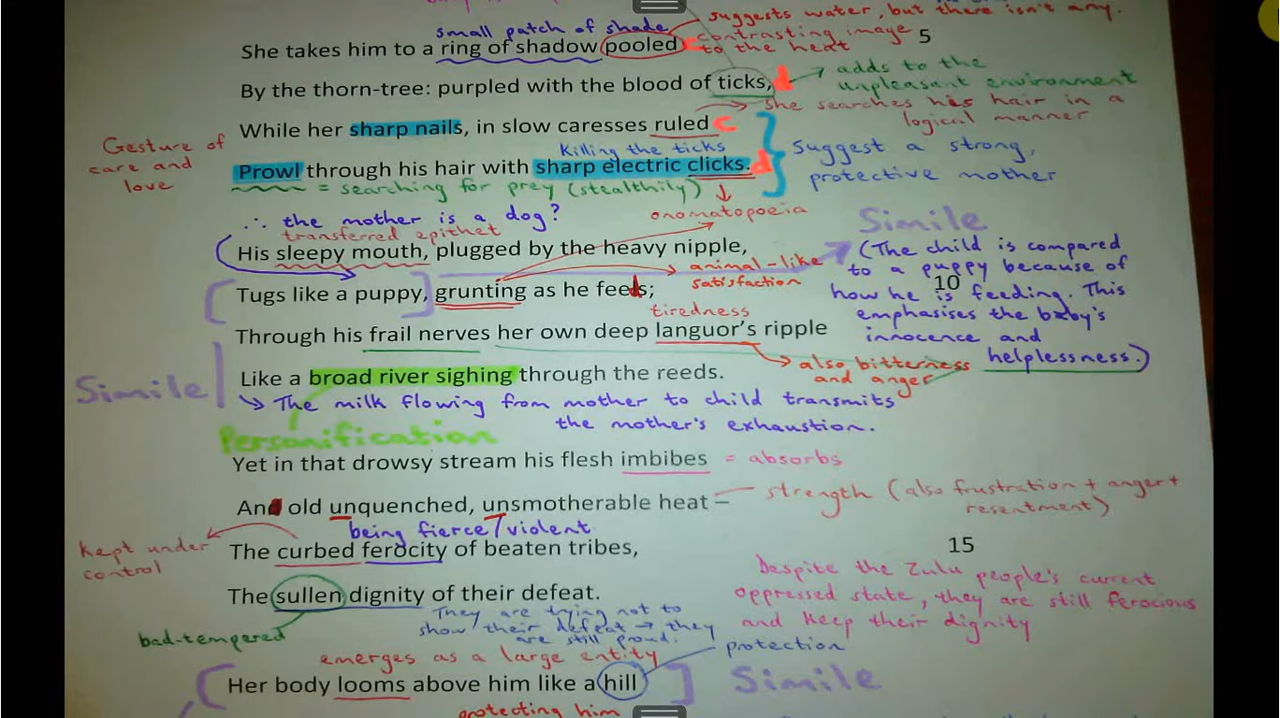 suggests water, but there isn't any.
small patch of shade
contrasting image
to the heat
She takes him to a ring of shadow pooled c 5
adds to the
unpleasant environment
By the thorn-tree: purpled with the blood of ticks, d
she searches his hair in a
logical manner
While her sharp nails, in slow caresses ruled c
Gesture of
care and
love
Killing the ticks
Suggest a strong,
protective mother
Prowl through his hair with sharp electric clicks. d
= searching for prey (stealthily)
onomatopoeia
∴ the mother is a dog?
transferred epithet
Simile
His sleepy mouth, plugged by the heavy nipple,
animal-like
satisfaction
(The child is compared
to a puppy because of
how he is feeding. This
emphasises the baby's
innocence and
helplessness.)
10
Tugs like a puppy, grunting as he feeds;
tiredness
Through his frail nerves her own deep languor's ripple
also bitterness
and anger
Simile
Like a broad river sighing through the reeds.
The milk flowing from mother to child transmits
the mother's exhaustion.
Personification
Yet in that drowsy stream his flesh imbibes = absorbs
An old unquenched, unsmotherable heat –
strength (also frustration + anger +
resentment)
being fierce/violent
kept under
control
The curbed ferocity of beaten tribes,
15
Despite the Zulu people's current
oppressed state, they are still ferocious
and keep their dignity
The sullen dignity of their defeat.
They are trying not to
show their defeat → they
are still proud.
bad-tempered
protection
emerges as a large entity
Her body looms above him like a hill
Simile
protecting him